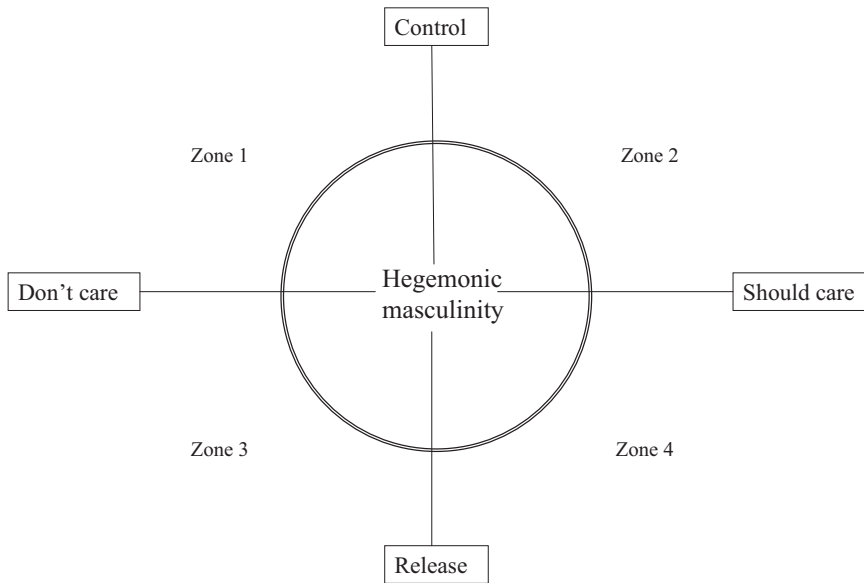 Control
Zone 1
Zone 2
Hegemonic
masculinity
Don’t care
Should care
Zone 3
Zone 4
Release